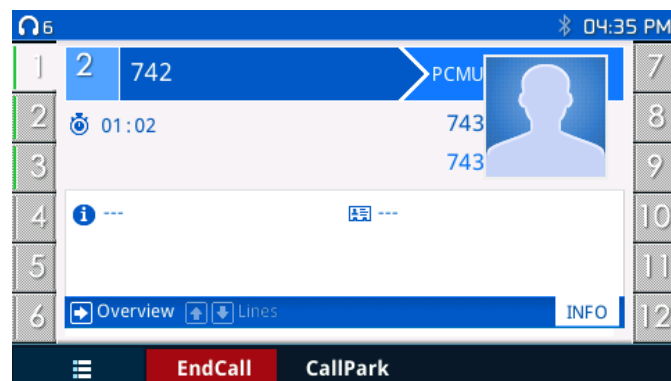 6 04:35 PM
1 2 742 PCMU 7
2 01:02 743 8
3 743 9
4 --- --- 10
5 11
6 Overview Lines INFO 12
EndCall CallPark